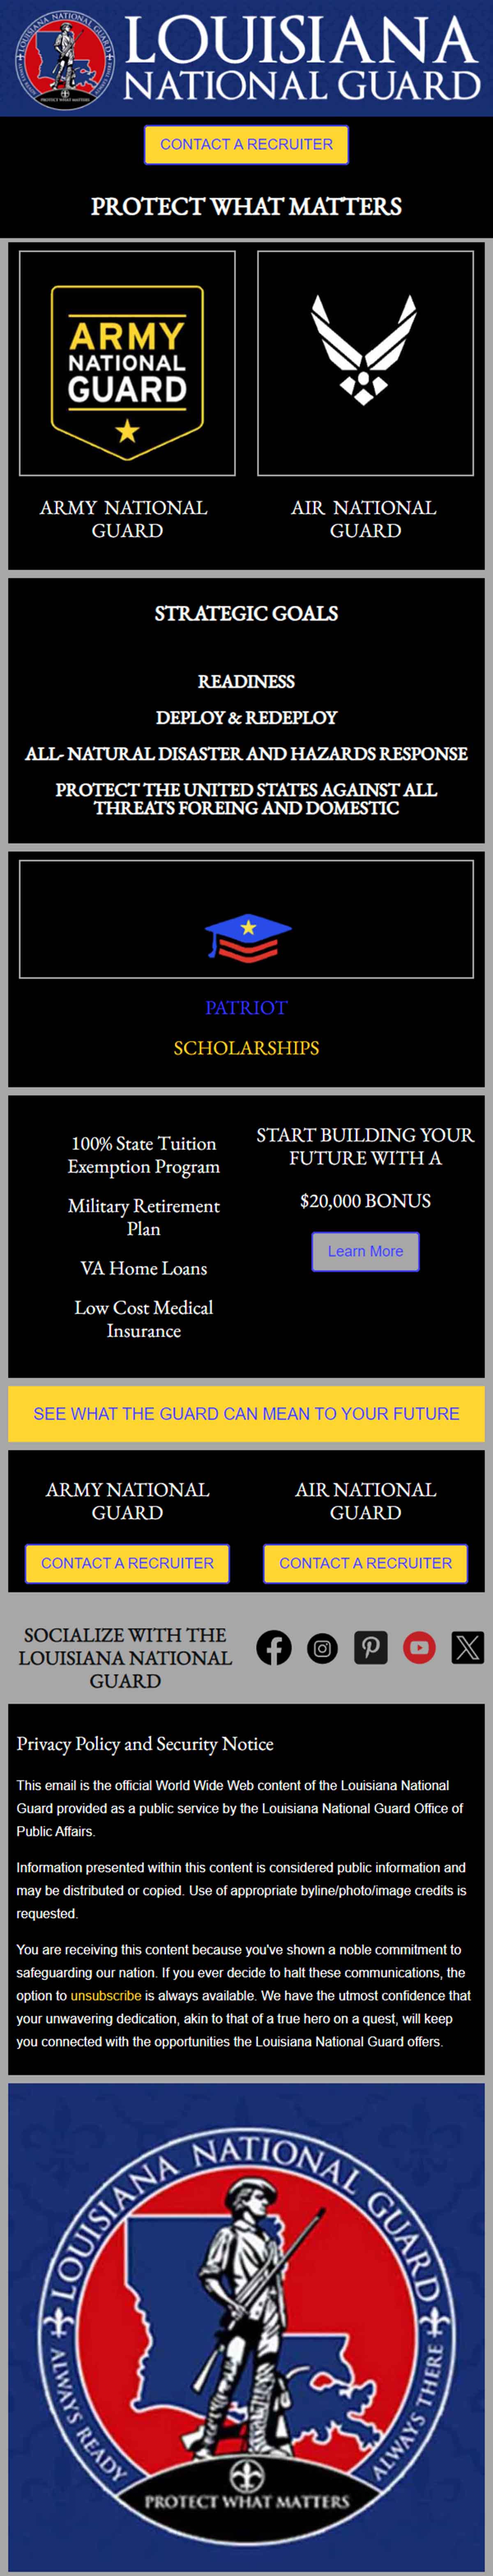 LOUISIANA NATIONAL GUARD
PROTECT WHAT MATTERS
LOUISIANA
NATIONAL GUARD
CONTACT A RECRUITER
PROTECT WHAT MATTERS
ARMY
NATIONAL
GUARD
ARMY NATIONAL
GUARD
AIR NATIONAL
GUARD
STRATEGIC GOALS
READINESS
DEPLOY & REDEPLOY
ALL- NATURAL DISASTER AND HAZARDS RESPONSE
PROTECT THE UNITED STATES AGAINST ALL
THREATS FOREING AND DOMESTIC
PATRIOT
SCHOLARSHIPS
100% State Tuition
Exemption Program
Military Retirement
Plan
VA Home Loans
Low Cost Medical
Insurance
START BUILDING YOUR
FUTURE WITH A
$20,000 BONUS
Learn More
SEE WHAT THE GUARD CAN MEAN TO YOUR FUTURE
ARMY NATIONAL
GUARD
CONTACT A RECRUITER
AIR NATIONAL
GUARD
CONTACT A RECRUITER
SOCIALIZE WITH THE
LOUISIANA NATIONAL
GUARD
Privacy Policy and Security Notice
This email is the official World Wide Web content of the Louisiana National
Guard provided as a public service by the Louisiana National Guard Office of
Public Affairs.
Information presented within this content is considered public information and
may be distributed or copied. Use of appropriate byline/photo/image credits is
requested.
You are receiving this content because you've shown a noble commitment to
safeguarding our nation. If you ever decide to halt these communications, the
option to unsubscribe is always available. We have the utmost confidence that
your unwavering dedication, akin to that of a true hero on a quest, will keep
you connected with the opportunities the Louisiana National Guard offers.
LOUISIANA NATIONAL GUARD
ALWAYS READY
ALWAYS THERE
PROTECT WHAT MATTERS